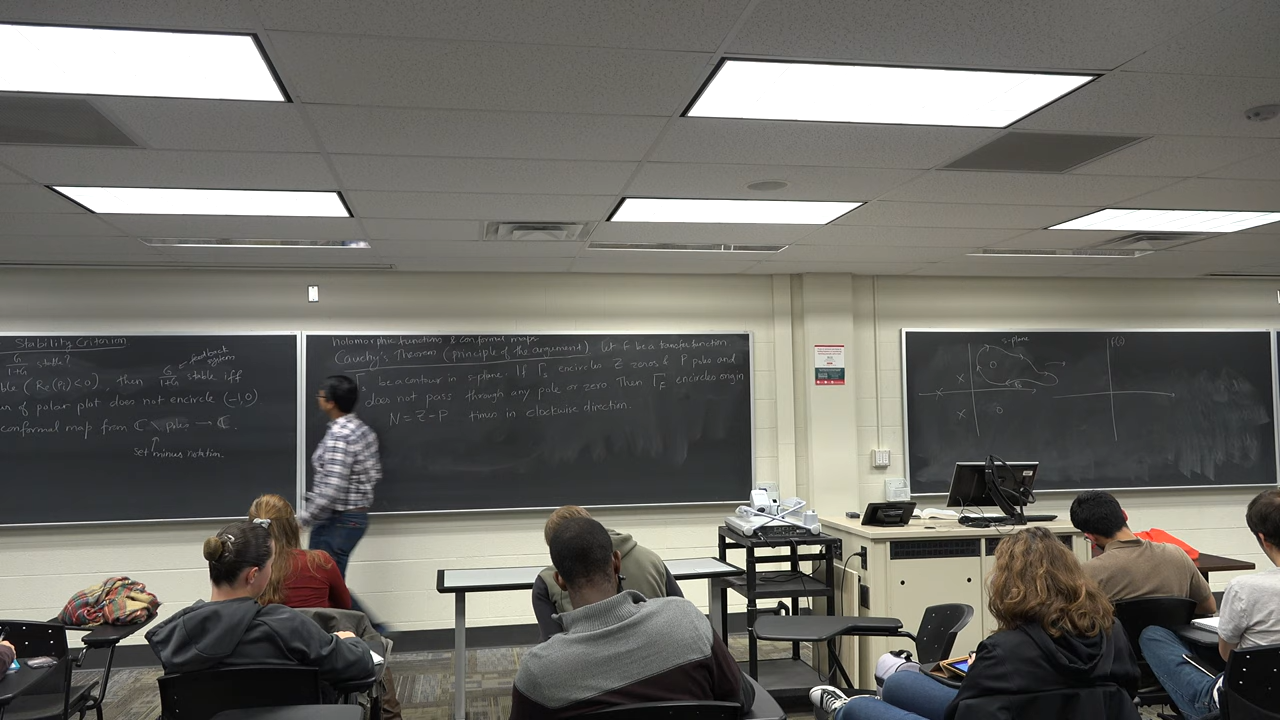 Stability Criterion
G/1+G stable?
feedback system
ble (Re(pi) < 0), then G/1+G stable iff
of polar plot does not encircle (-1,0)
conformal map from ℂ \ poles → ℂ.
set minus notation.
holomorphic functions & conformal maps
Cauchy's Theorem (principle of the argument) Let F be a transfer function
Γs be a contour in s-plane. If Γs encircles Z zeros & P poles and
does not pass through any pole or zero. Then ΓF encircles origin
N = Z - P times in clockwise direction.
s-plane
F(s)